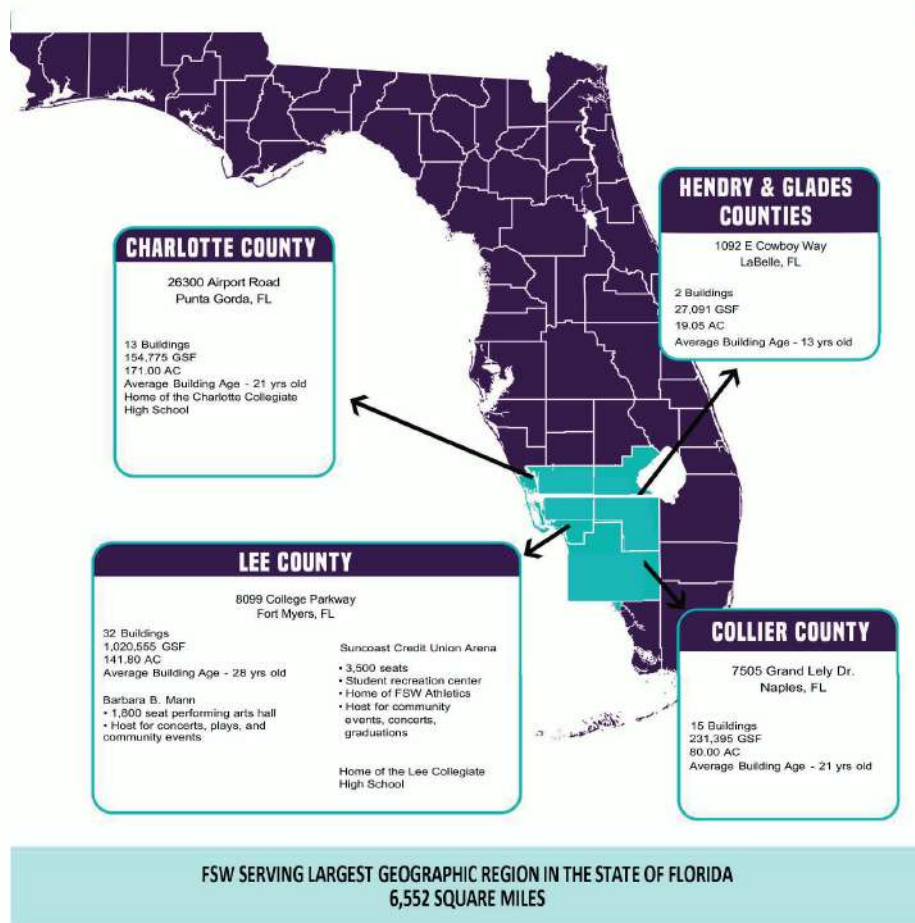 HENDRY & GLADES
COUNTIES
1092 E Cowboy Way
LaBelle, FL
2 Buildings
27,091 GSF
19.05 AC
Average Building Age - 13 yrs old
CHARLOTTE COUNTY
26300 Airport Road
Punta Gorda, FL
13 Buildings
154,775 GSF
171.00 AC
Average Building Age - 21 yrs old
Home of the Charlotte Collegiate
High School
LEE COUNTY
8099 College Parkway
Fort Myers, FL
32 Buildings
1,020,555 GSF
141.80 AC
Average Building Age - 28 yrs old
Barbara B. Mann
• 1,800 seat performing arts hall
• Host for concerts, plays, and
community events
Suncoast Credit Union Arena
• 3,500 seats
• Student recreation center
• Home of FSW Athletics
• Host for community
events, concerts,
graduations
Home of the Lee Collegiate
High School
COLLIER COUNTY
7505 Grand Lely Dr.
Naples, FL
15 Buildings
231,395 GSF
80.00 AC
Average Building Age - 21 yrs old
FSW SERVING LARGEST GEOGRAPHIC REGION IN THE STATE OF FLORIDA
6,552 SQUARE MILES